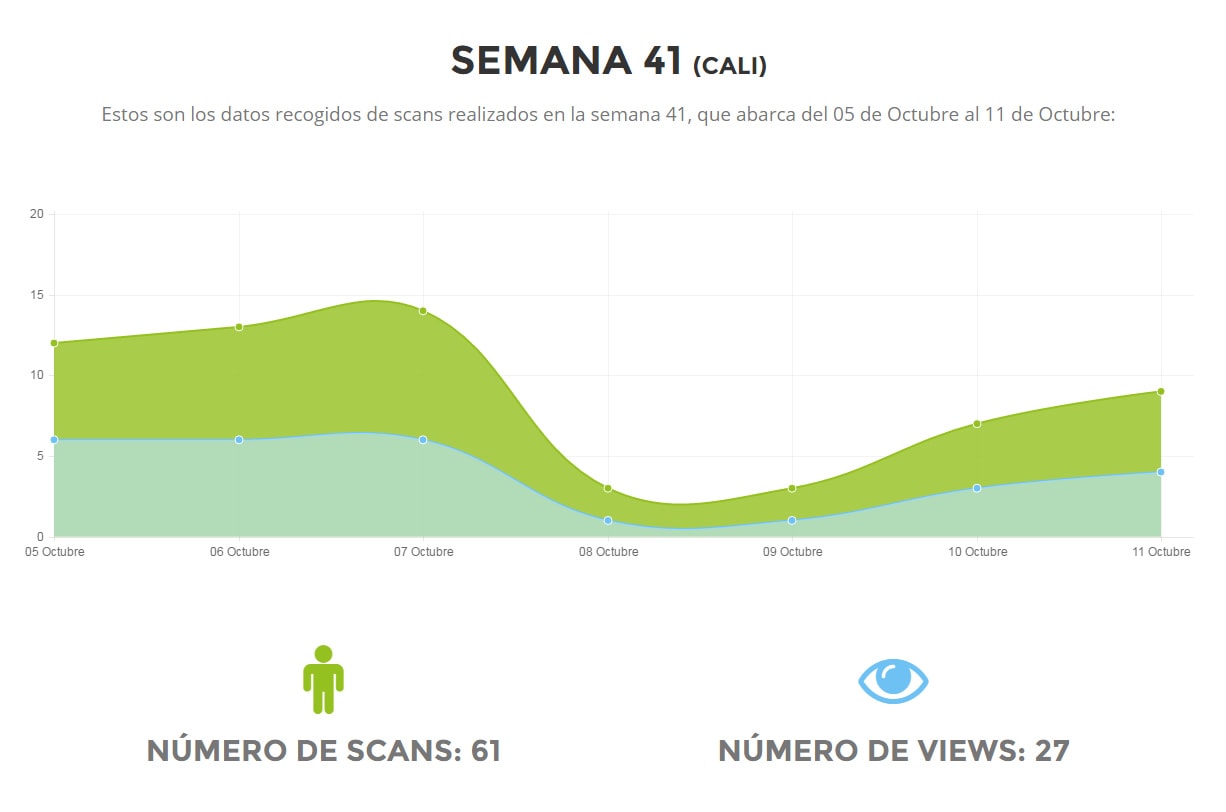 SEMANA 41 (CALI)
Estos son los datos recogidos de scans realizados en la semana 41, que abarca del 05 de Octubre al 11 de Octubre:
20
15
10
5
0
05 Octubre 06 Octubre 07 Octubre 08 Octubre 09 Octubre 10 Octubre 11 Octubre
NÚMERO DE SCANS: 61 NÚMERO DE VIEWS: 27